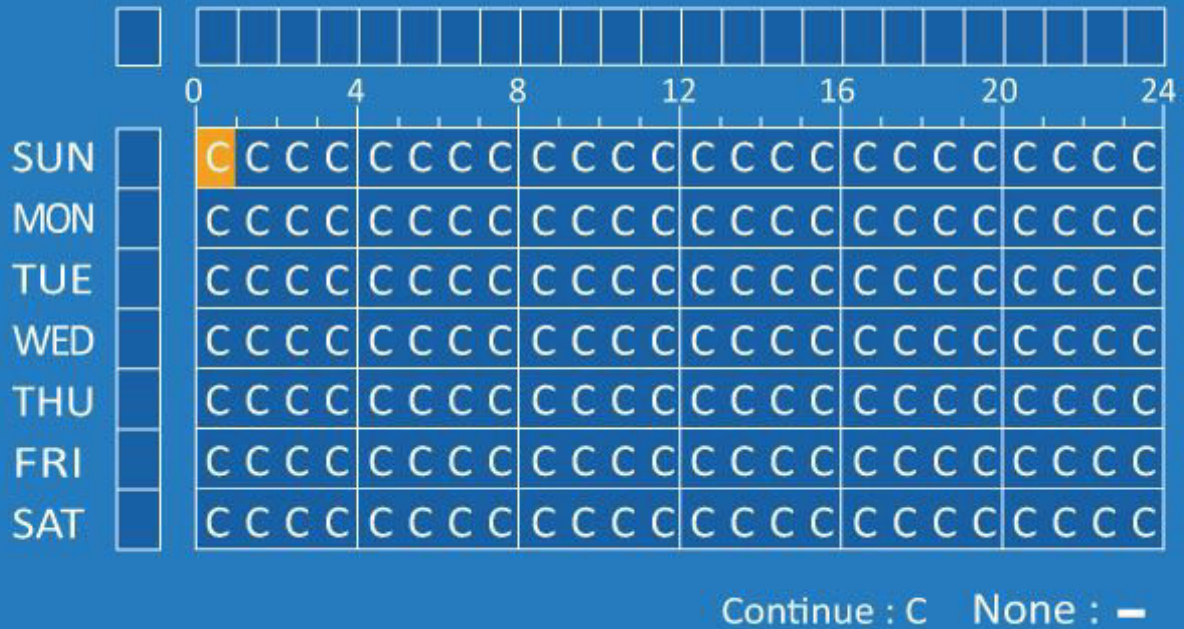 0 4 8 12 16 20 24
SUN C C C C C C C C C C C C C C C C C C C C C C C C
MON C C C C C C C C C C C C C C C C C C C C C C C C
TUE C C C C C C C C C C C C C C C C C C C C C C C C
WED C C C C C C C C C C C C C C C C C C C C C C C C
THU C C C C C C C C C C C C C C C C C C C C C C C C
FRI C C C C C C C C C C C C C C C C C C C C C C C C
SAT C C C C C C C C C C C C C C C C C C C C C C C C
Continue : C None : –